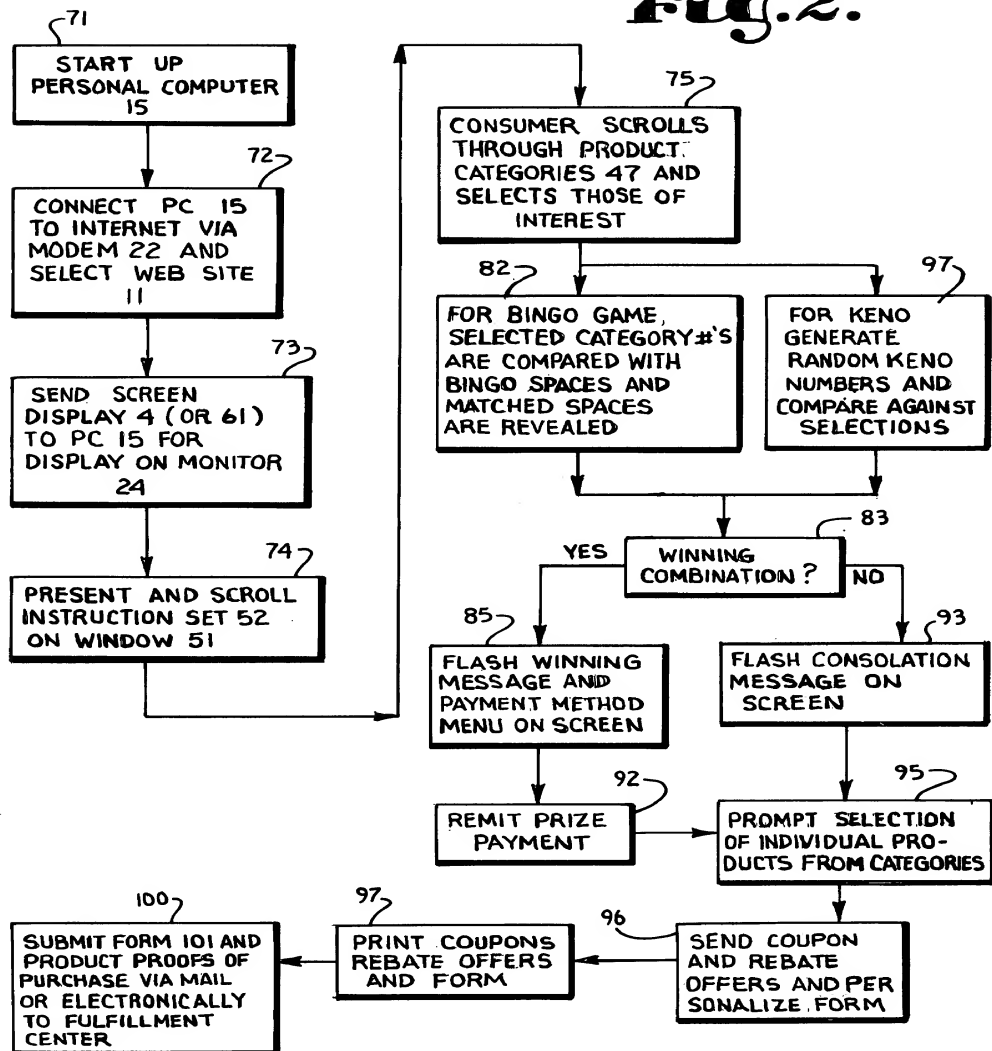 Fig. 2.
71
START UP
PERSONAL COMPUTER
15
72
CONNECT PC 15
TO INTERNET VIA
MODEM 22 AND
SELECT WEB SITE
11
73
SEND SCREEN
DISPLAY 4 (OR 61)
TO PC 15 FOR
DISPLAY ON MONITOR
24
74
PRESENT AND SCROLL
INSTRUCTION SET 52
ON WINDOW 51
75
CONSUMER SCROLLS
THROUGH PRODUCT
CATEGORIES 47 AND
SELECTS THOSE OF
INTEREST
82
FOR BINGO GAME,
SELECTED CATEGORY #'S
ARE COMPARED WITH
BINGO SPACES AND
MATCHED SPACES
ARE REVEALED
97
FOR KENO
GENERATE
RANDOM KENO
NUMBERS AND
COMPARE AGAINST
SELECTIONS
83
WINNING
COMBINATION?
YES
NO
85
FLASH WINNING
MESSAGE AND
PAYMENT METHOD
MENU ON SCREEN
93
FLASH CONSOLATION
MESSAGE ON
SCREEN
92
REMIT PRIZE
PAYMENT
95
PROMPT SELECTION
OF INDIVIDUAL PRO-
DUCTS FROM CATEGORIES
96
SEND COUPON
AND REBATE
OFFERS AND PER
SONALIZE FORM
97
PRINT COUPONS
REBATE OFFERS
AND FORM
100
SUBMIT FORM 101 AND
PRODUCT PROOFS OF
PURCHASE VIA MAIL
OR ELECTRONICALLY
TO FULFILLMENT
CENTER